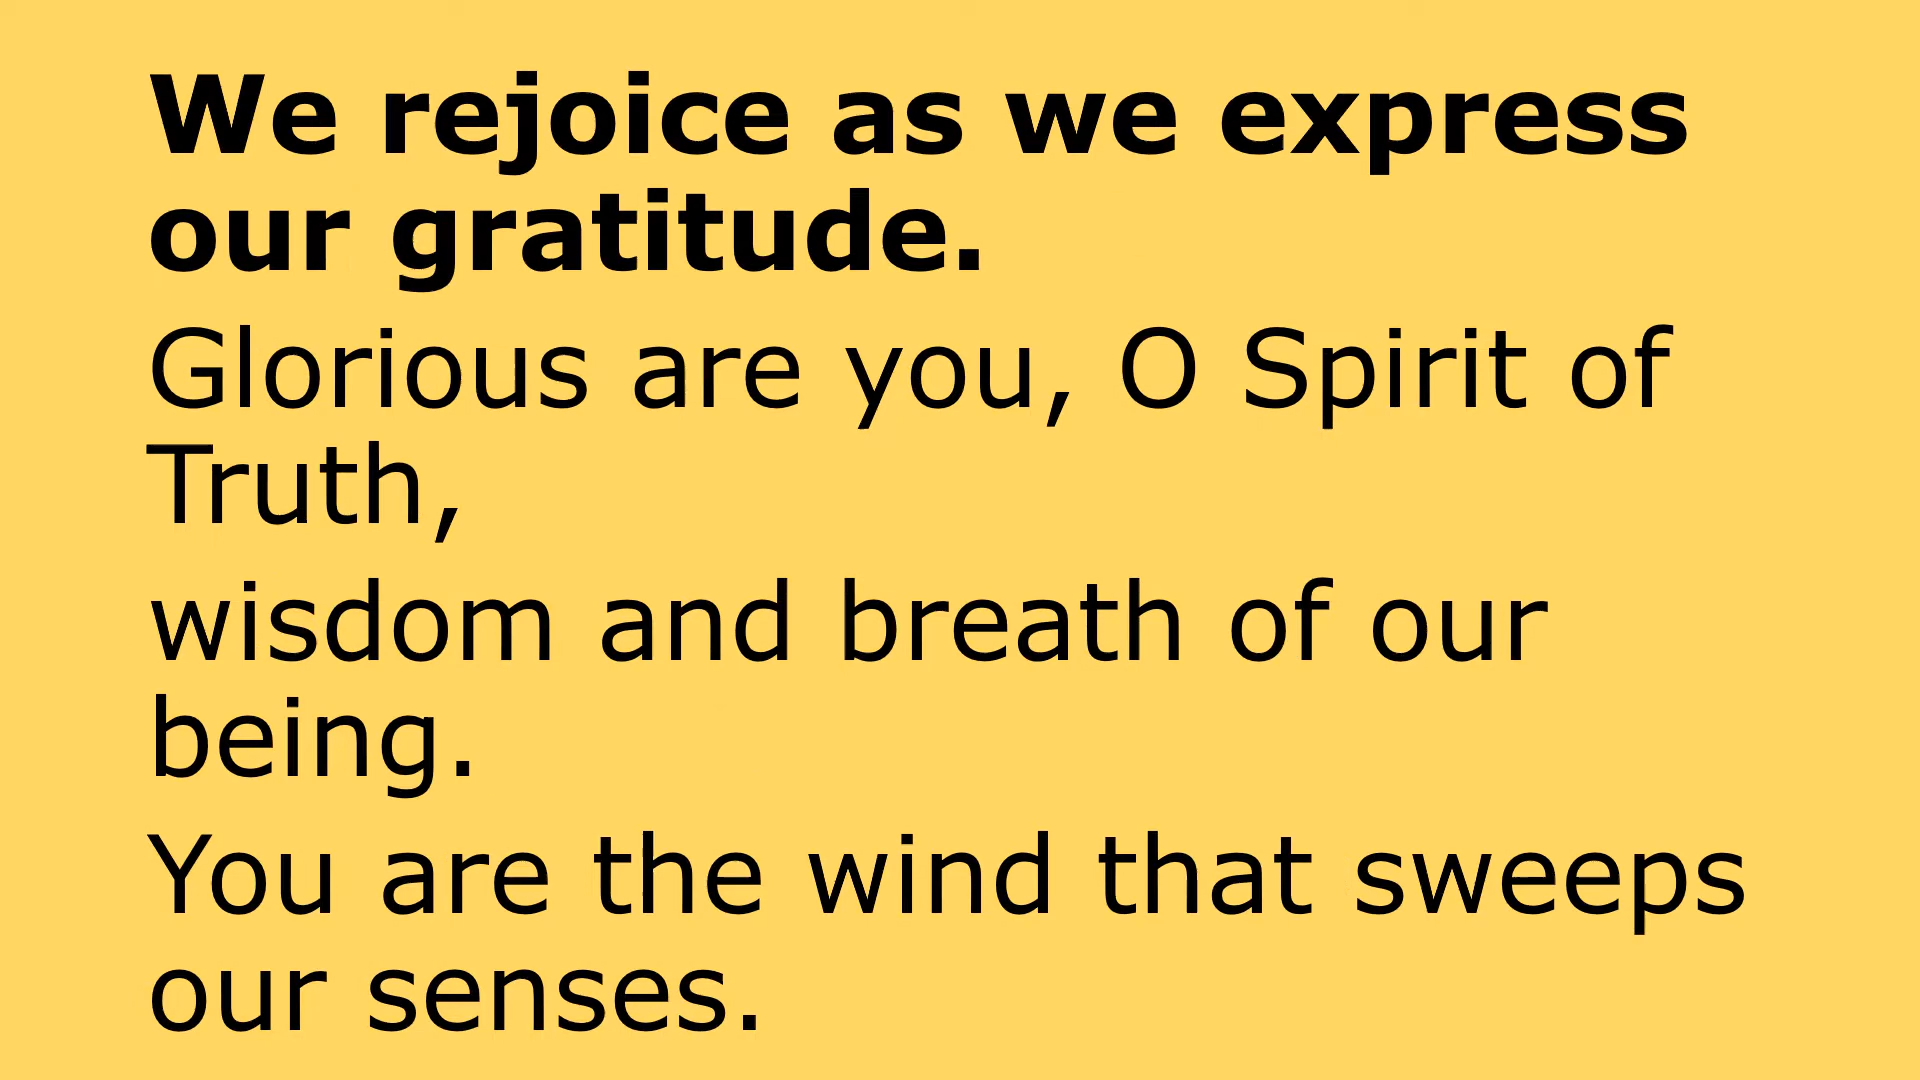 We rejoice as we express
our gratitude.
Glorious are you, O Spirit of
Truth,
wisdom and breath of our
being.
You are the wind that sweeps
our senses.